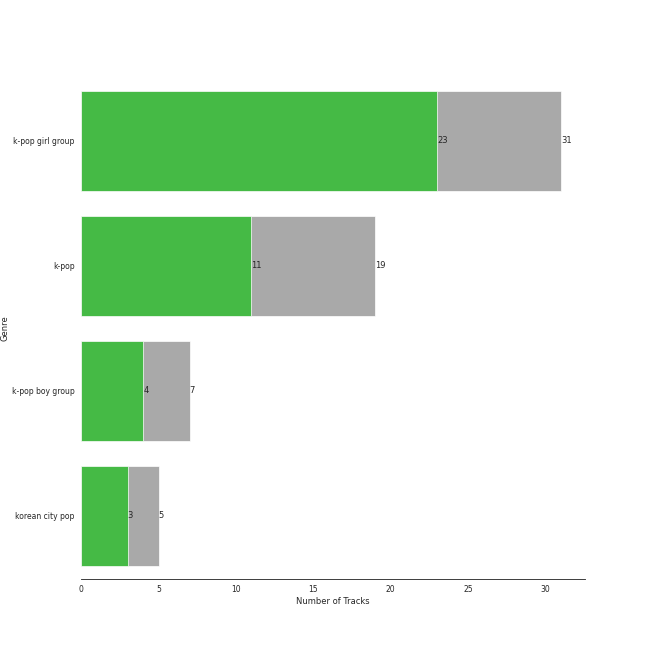 k-pop girl group
23
31
k-pop
11
19
Genre
k-pop boy group
4
7
korean city pop
3
5
0
5
10
15
20
25
30
Number of Tracks